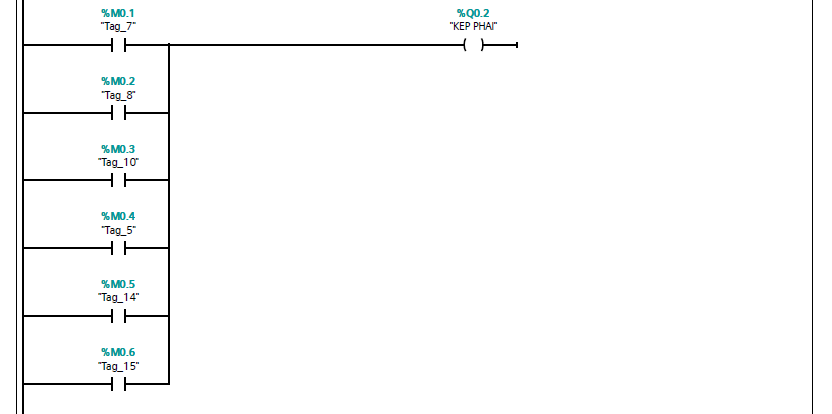 %M0.1
"Tag_7"
%Q0.2
"KEP PHAI"
%M0.2
"Tag_8"
%M0.3
"Tag_10"
%M0.4
"Tag_5"
%M0.5
"Tag_14"
%M0.6
"Tag_15"